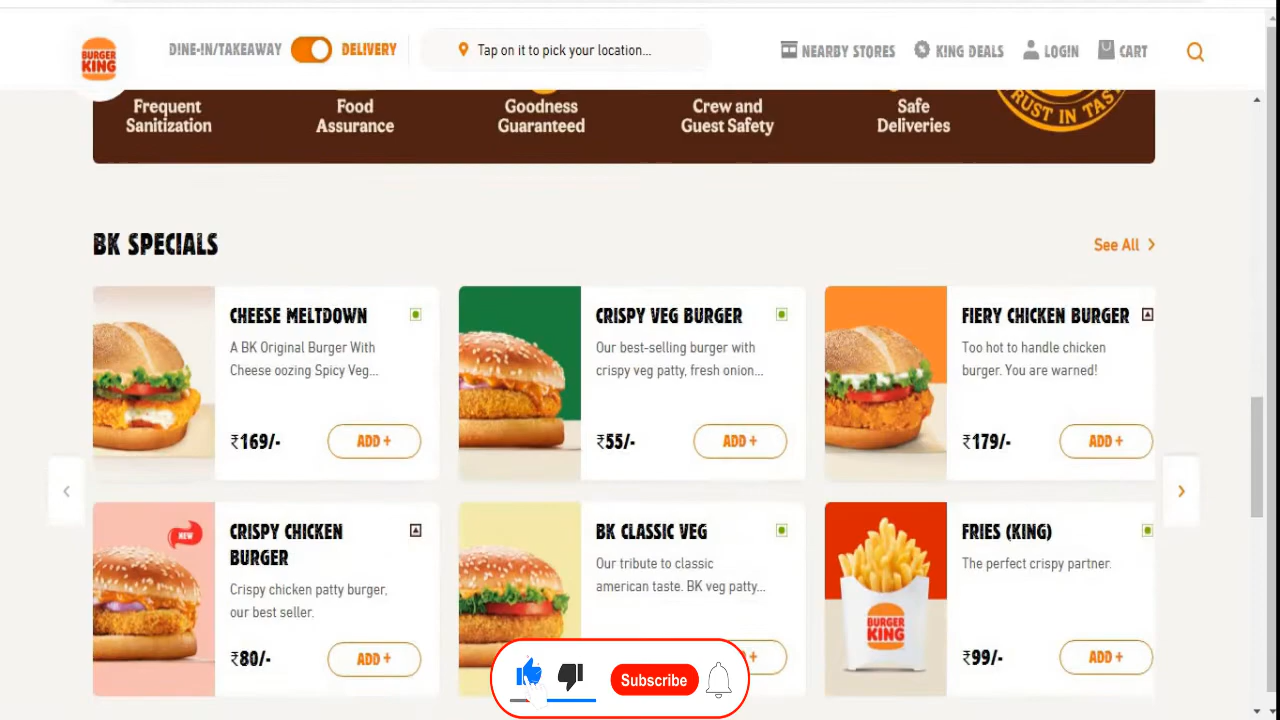 BURGER
KING
DINE-IN/TAKEAWAY
DELIVERY
Tap on it to pick your location...
NEARBY STORES
KING DEALS
LOGIN
CART
Frequent
Sanitization
Food
Assurance
Goodness
Guaranteed
Crew and
Guest Safety
Safe
Deliveries
TRUST IN TASTE
BK SPECIALS
See All
CHEESE MELTDOWN
A BK Original Burger With
Cheese oozing Spicy Veg...
₹169/-
ADD +
CRISPY VEG BURGER
Our best-selling burger with
crispy veg patty, fresh onion...
₹55/-
ADD +
FIERY CHICKEN BURGER
Too hot to handle chicken
burger. You are warned!
₹179/-
ADD +
NEW
CRISPY CHICKEN
BURGER
Crispy chicken patty burger,
our best seller.
₹80/-
ADD +
BK CLASSIC VEG
Our tribute to classic
american taste. BK veg patty...
+
FRIES (KING)
The perfect crispy partner.
BURGER
KING
₹99/-
ADD +
Subscribe